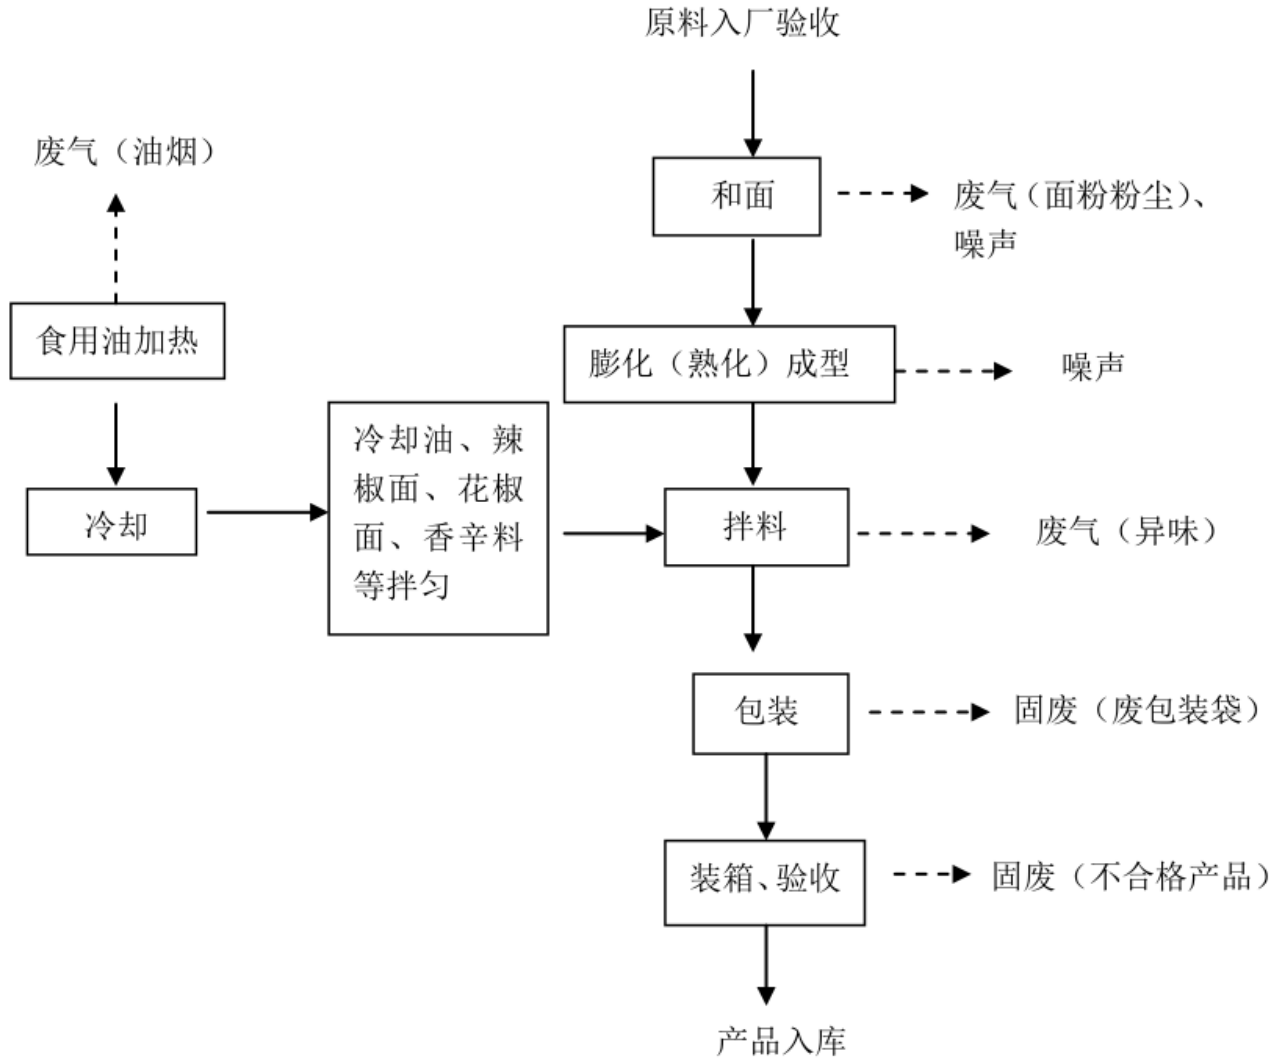 原料入厂验收
废气（油烟）
和面
废气（面粉粉尘）、
噪声
食用油加热
膨化（熟化）成型
噪声
冷却油、辣
椒面、花椒
面、香辛料
等拌匀
冷却
拌料
废气（异味）
包装
固废（废包装袋）
装箱、验收
固废（不合格产品）
产品入库